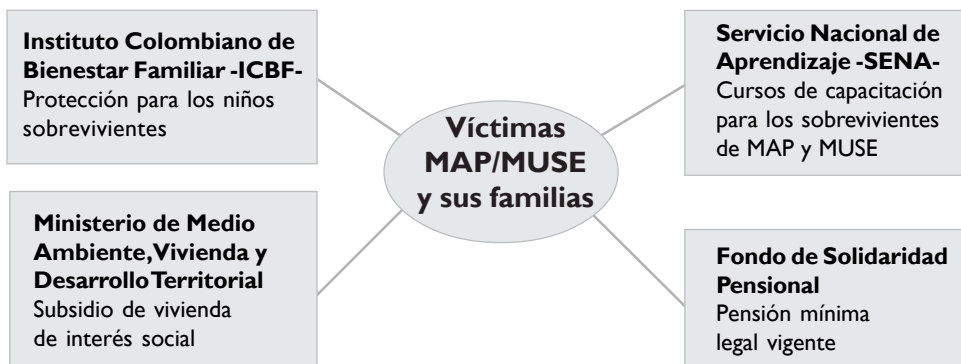 Instituto Colombiano de
Bienestar Familiar -ICBF-
Protección para los niños
sobrevivientes
Servicio Nacional de
Aprendizaje -SENA-
Cursos de capacitación
para los sobrevivientes
de MAP y MUSE
Víctimas
MAP/MUSE
y sus familias
Ministerio de Medio
Ambiente, Vivienda y
Desarrollo Territorial
Subsidio de vivienda
de interés social
Fondo de Solidaridad
Pensional
Pensión mínima
legal vigente